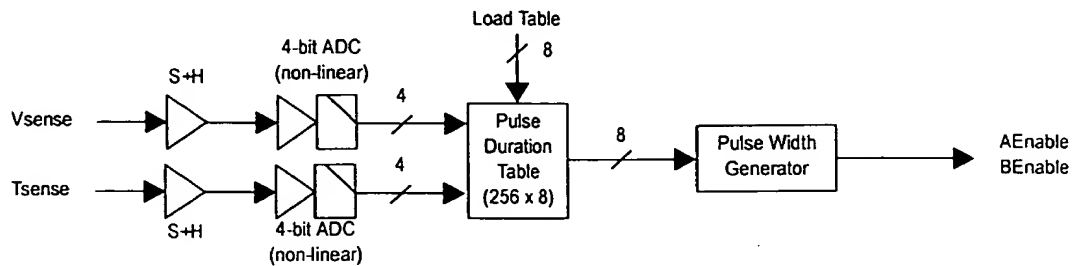 Load Table
8
4-bit ADC
(non-linear)
S+H
4
Vsense
Pulse
Duration
Table
(256 x 8)
8
Pulse Width
Generator
AEnable
BEnable
4
Tsense
S+H
4-bit ADC
(non-linear)